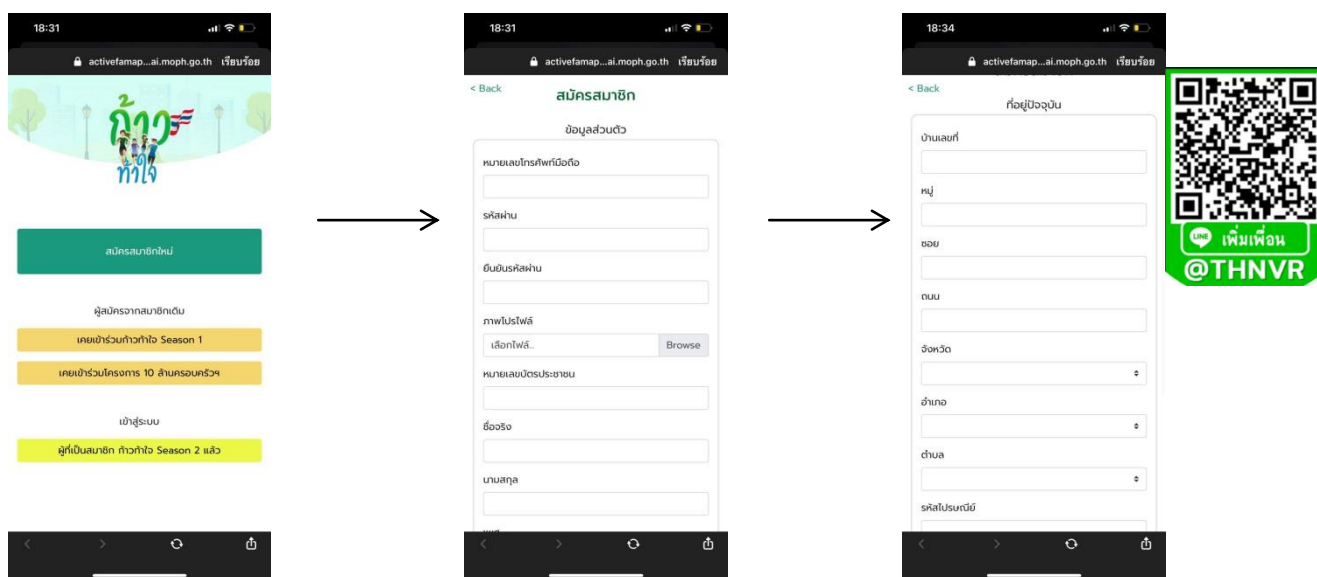 18:31
activefamap...ai.moph.go.th เรียบร้อย
ก้าว
ท้าใจ
สมัครสมาชิกใหม่
ผู้สมัครจากสมาชิกเดิม
เคยเข้าร่วมก้าวท้าใจ Season 1
เคยเข้าร่วมโครงการ 10 ล้านครอบครัวฯ
เข้าสู่ระบบ
ผู้ที่เป็นสมาชิก ก้าวท้าใจ Season 2 แล้ว
18:31
activefamap...ai.moph.go.th เรียบร้อย
< Back
สมัครสมาชิก
ข้อมูลส่วนตัว
หมายเลขโทรศัพท์มือถือ
รหัสผ่าน
ยืนยันรหัสผ่าน
ภาพโปรไฟล์
เลือกไฟล์.. Browse
หมายเลขบัตรประชาชน
ชื่อจริง
นามสกุล
18:34
activefamap...ai.moph.go.th เรียบร้อย
< Back
ที่อยู่ปัจจุบัน
บ้านเลขที่
หมู่
ซอย
ถนน
จังหวัด
อำเภอ
ตำบล
รหัสไปรษณีย์
LINE เพิ่มเพื่อน
@THNVR